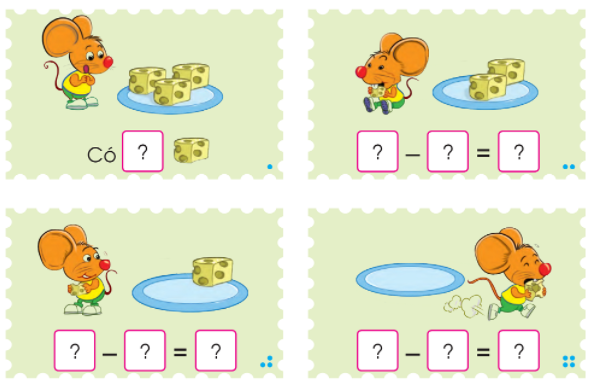 Có ?
? – ? = ?
? – ? = ?
? – ? = ?